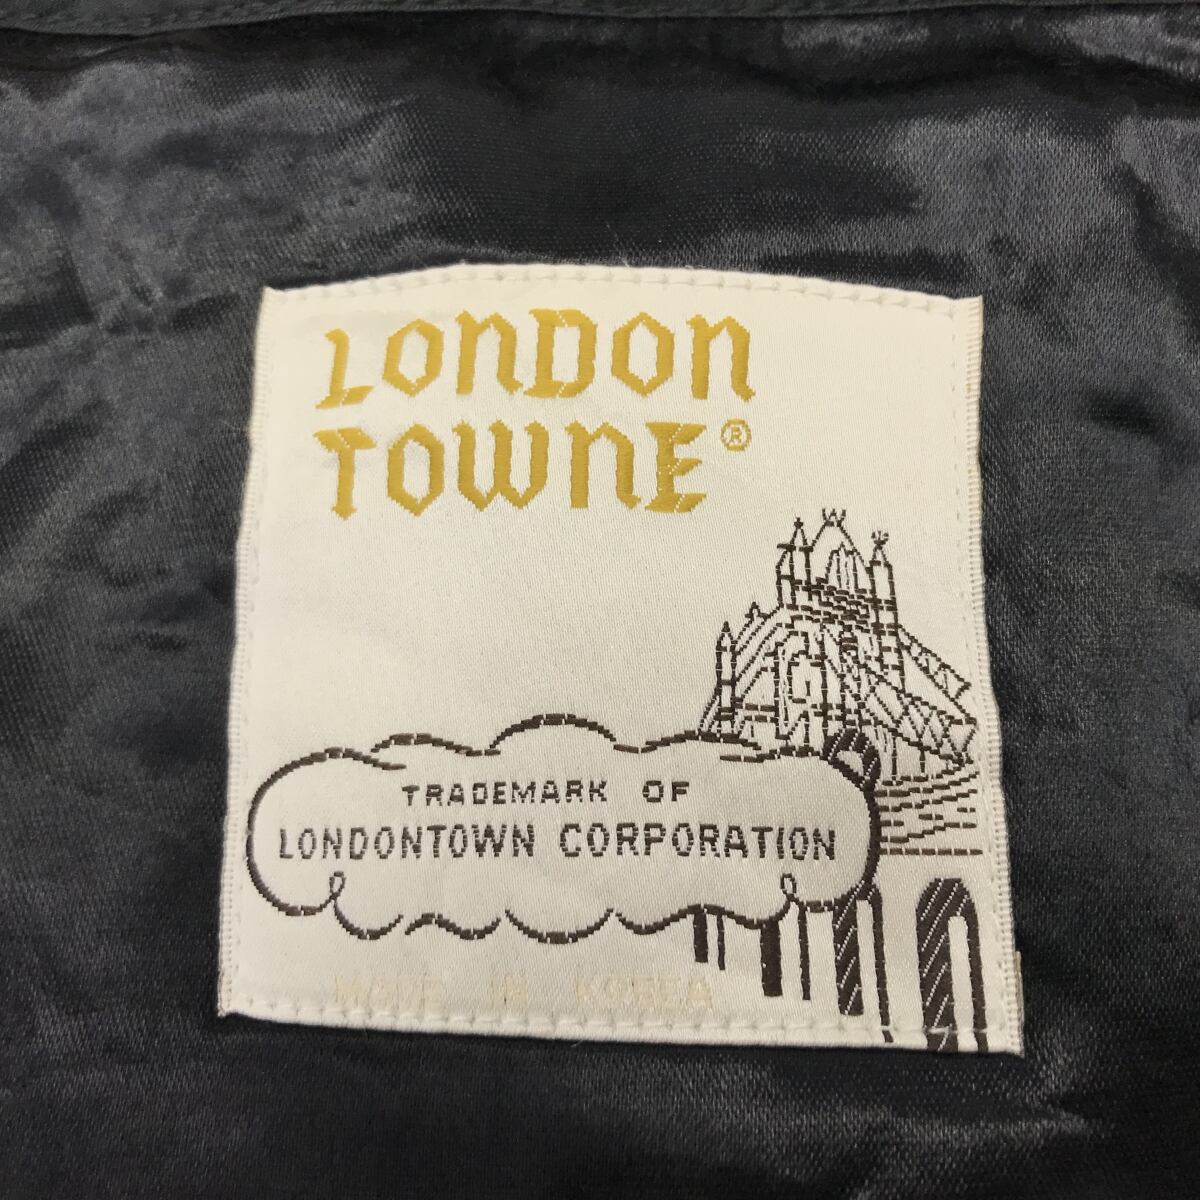 LONDON
TOWNE®
TRADEMARK OF
LONDONTOWN CORPORATION
MADE IN KOREA